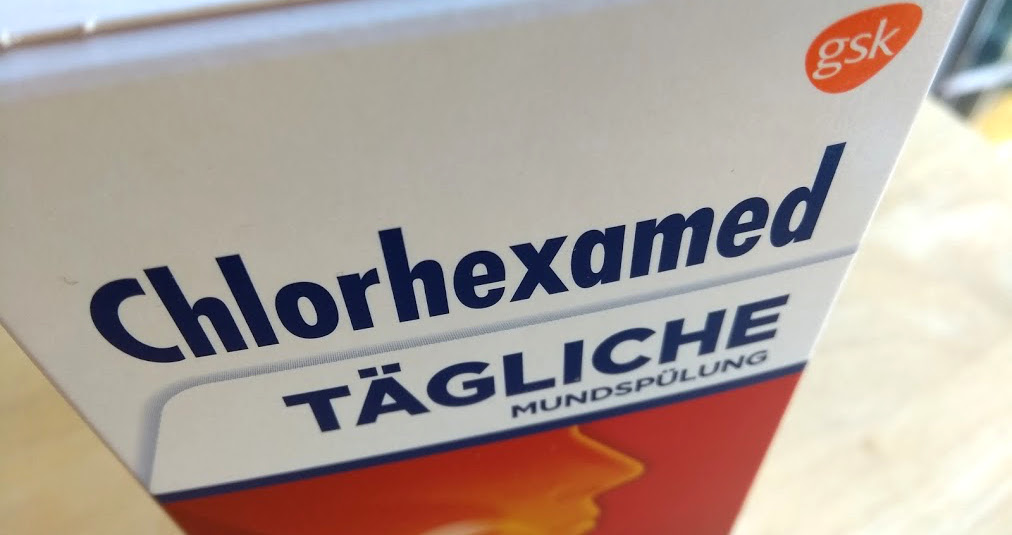 gsk
Chlorhexamed
TÄGLICHE
MUNDSPÜLUNG